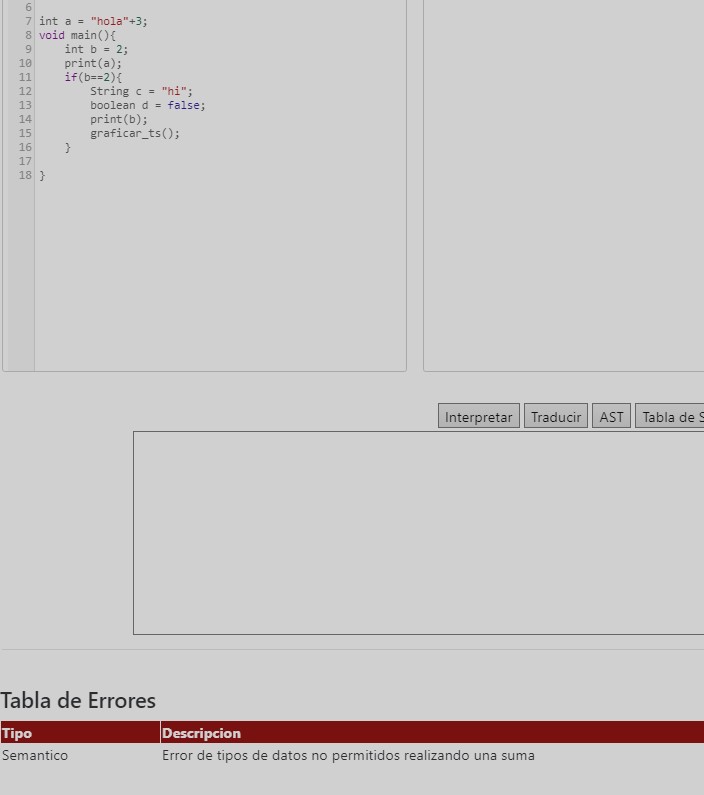 6
7 int a = "hola"+3;
8 void main(){
9 int b = 2;
10 print(a);
11 if(b==2){
12 String c = "hi";
13 boolean d = false;
14 print(b);
15 graficar_ts();
16 }
17
18 }
Interpretar Traducir AST Tabla de S
Tabla de Errores
Tipo Descripcion
Semantico Error de tipos de datos no permitidos realizando una suma